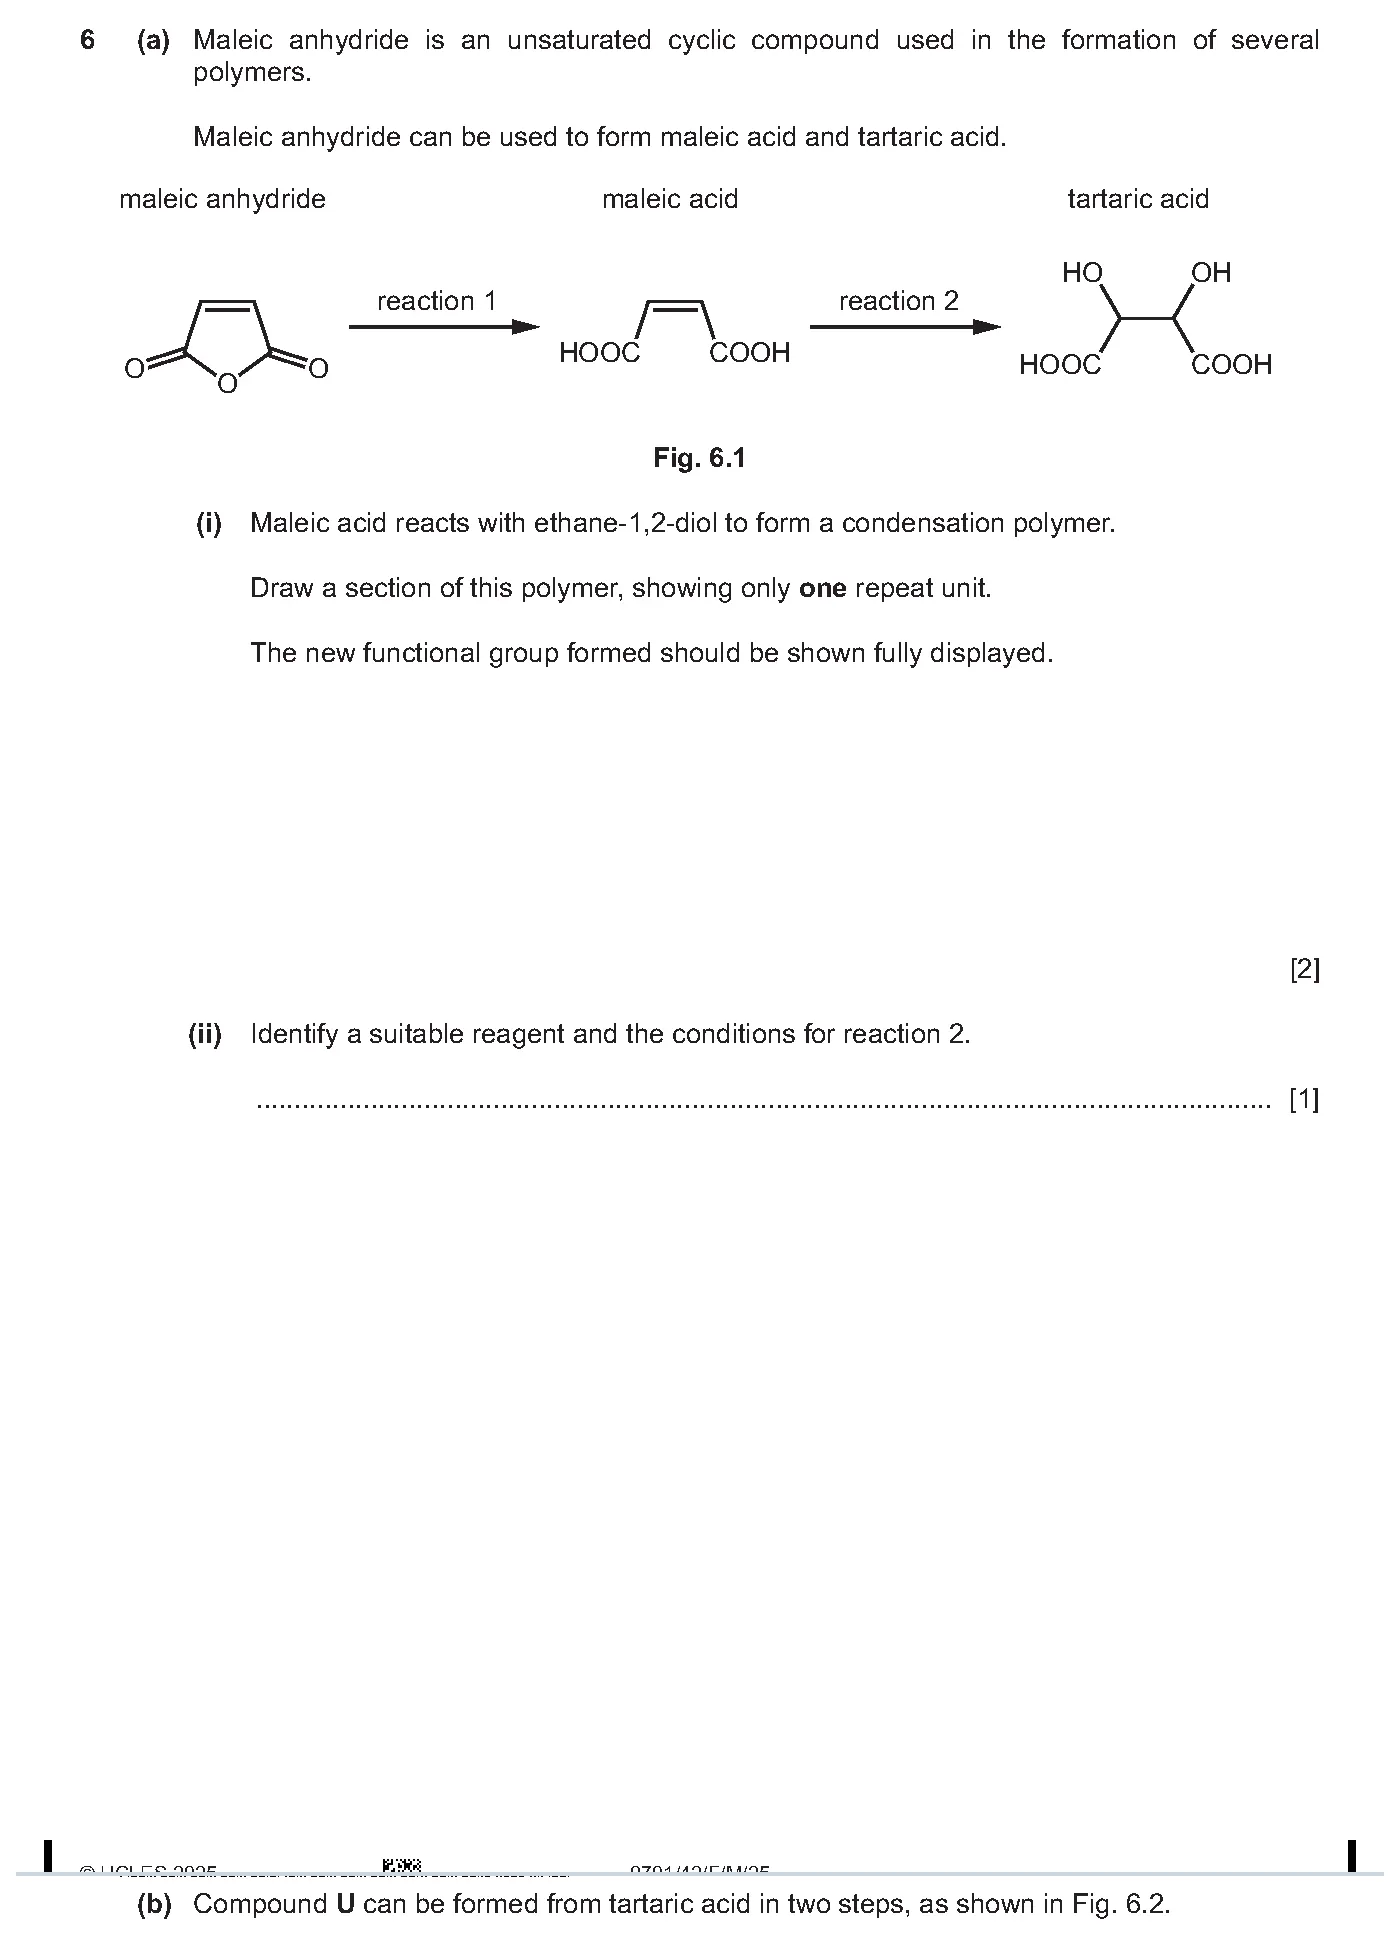 6 (a) Maleic anhydride is an unsaturated cyclic compound used in the formation of several
polymers.
Maleic anhydride can be used to form maleic acid and tartaric acid.
maleic anhydride maleic acid tartaric acid
HO OH
reaction 1 reaction 2
O O O HOOC COOH HOOC COOH
Fig. 6.1
(i) Maleic acid reacts with ethane-1,2-diol to form a condensation polymer.
Draw a section of this polymer, showing only one repeat unit.
The new functional group formed should be shown fully displayed.
[2]
(ii) Identify a suitable reagent and the conditions for reaction 2.
.......................................................................................................................................... [1]
© UCLES 2025 9701/42/F/M/25
(b) Compound U can be formed from tartaric acid in two steps, as shown in Fig. 6.2.